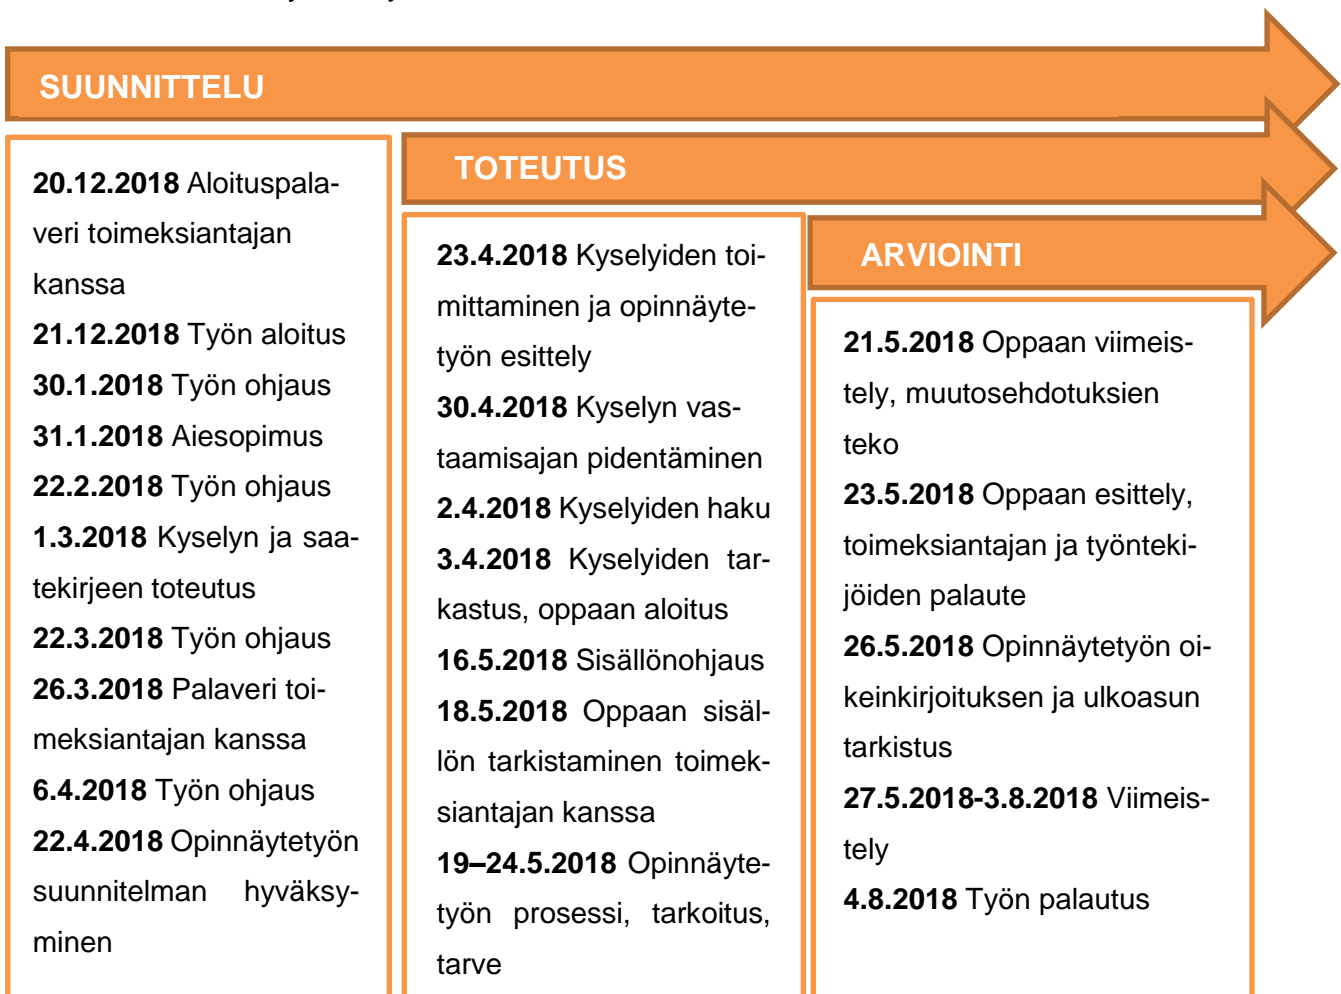 SUUNNITTELU
20.12.2018 Aloituspala-
veri toimeksiantajan
kanssa
21.12.2018 Työn aloitus
30.1.2018 Työn ohjaus
31.1.2018 Aiesopimus
22.2.2018 Työn ohjaus
1.3.2018 Kyselyn ja saa-
tekirjeen toteutus
22.3.2018 Työn ohjaus
26.3.2018 Palaveri toi-
meksiantajan kanssa
6.4.2018 Työn ohjaus
22.4.2018 Opinnäytetyön
suunnitelman hyväksy-
minen
TOTEUTUS
23.4.2018 Kyselyiden toi-
mittaminen ja opinnäyte-
työn esittely
30.4.2018 Kyselyn vas-
taamisajan pidentäminen
2.4.2018 Kyselyiden haku
3.4.2018 Kyselyiden tar-
kastus, oppaan aloitus
16.5.2018 Sisällönohjaus
18.5.2018 Oppaan sisäl-
lön tarkistaminen toimek-
siantajan kanssa
19–24.5.2018 Opinnäyte-
työn prosessi, tarkoitus,
tarve
ARVIOINTI
21.5.2018 Oppaan viimeis-
tely, muutosehdotuksien
teko
23.5.2018 Oppaan esittely,
toimeksiantajan ja työnteki-
jöiden palaute
26.5.2018 Opinnäytetyön oi-
keinkirjoituksen ja ulkoasun
tarkistus
27.5.2018-3.8.2018 Viimeis-
tely
4.8.2018 Työn palautus